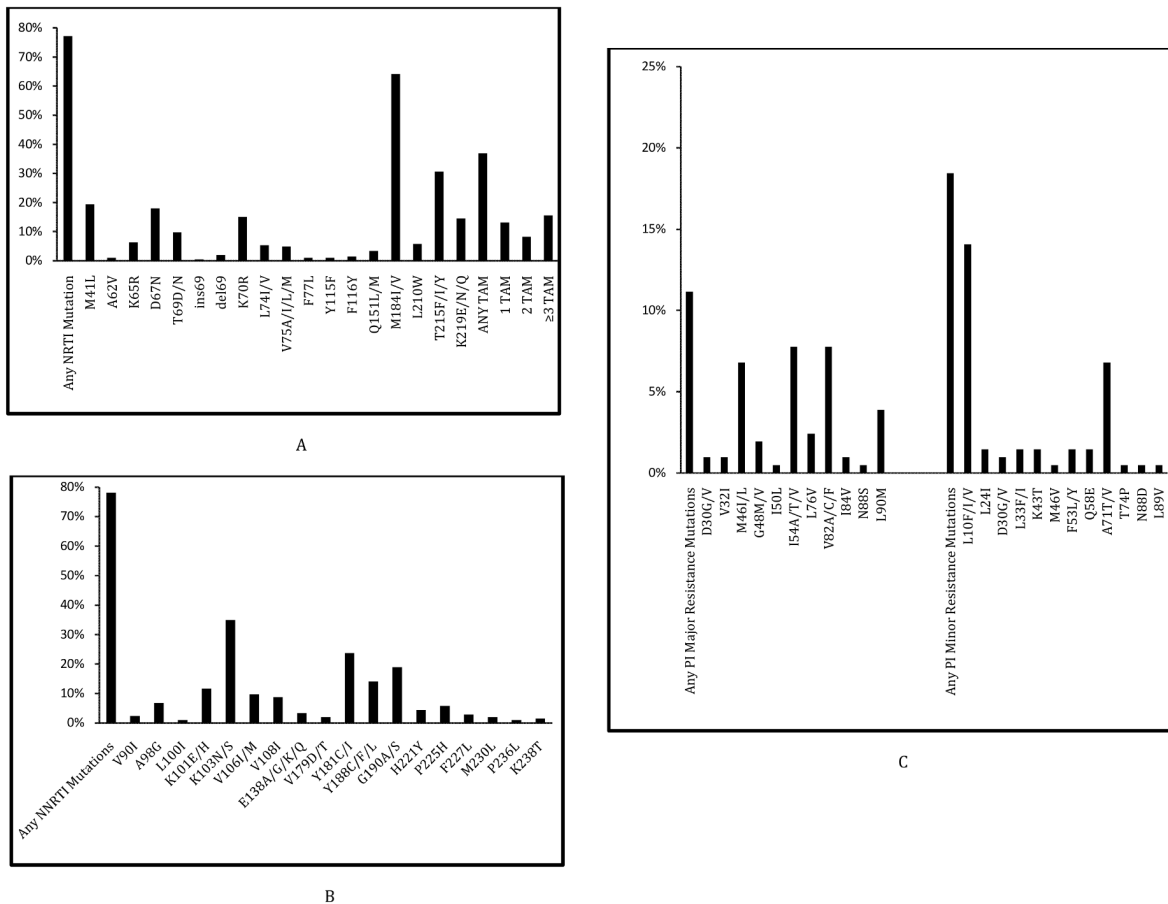 80%
70%
60%
50%
40%
30%
20%
10%
0%
Any NRTI Mutation
M41L
A62V
K65R
D67N
T69D/N
ins69
del69
K70R
L74I/V
V75A/I/L/M
F77L
Y115F
F116Y
Q151L/M
M184I/V
L210W
T215F/I/Y
K219E/N/Q
ANY TAM
1 TAM
2 TAM
≥3 TAM
A
80%
70%
60%
50%
40%
30%
20%
10%
0%
Any NNRTI Mutations
V90I
A98G
L100I
K101E/H
K103N/S
V106I/M
V108I
E138A/G/K/Q
V179D/T
Y181C/I
Y188C/F/L
G190A/S
H221Y
P225H
F227L
M230L
P236L
K238T
B
25%
20%
15%
10%
5%
0%
Any PI Major Resistance Mutations
D30G/V
V32I
M46I/L
G48M/V
I50L
I54A/T/V
L76V
V82A/C/F
I84V
N88S
L90M
Any PI Minor Resistance Mutations
L10F/I/V
L24I
D30G/V
L33F/I
K43T
M46V
F53L/Y
Q58E
A71T/V
T74P
N88D
L89V
C